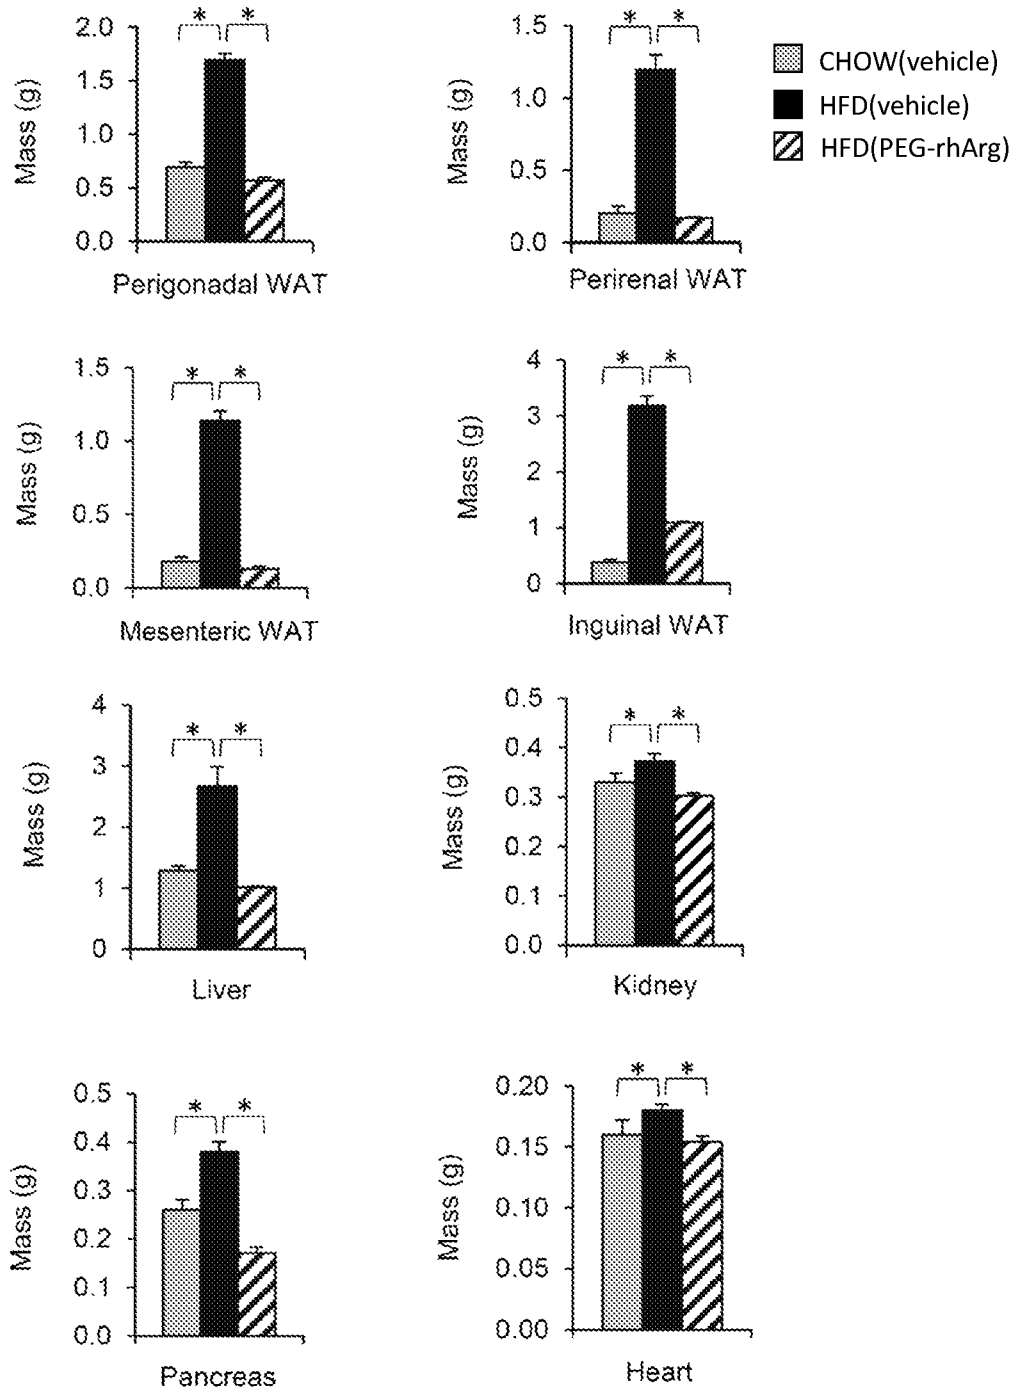 * *
2.0
1.5
1.0
0.5
0.0
Mass (g)
Perigonadal WAT
* *
1.5
1.0
0.5
0.0
Mass (g)
Perirenal WAT
CHOW(vehicle)
HFD(vehicle)
HFD(PEG-rhArg)
* *
1.5
1.0
0.5
0.0
Mass (g)
Mesenteric WAT
* *
4
3
2
1
0
Mass (g)
Inguinal WAT
* *
4
3
2
1
0
Mass (g)
Liver
* *
0.5
0.4
0.3
0.2
0.1
0.0
Mass (g)
Kidney
* *
0.5
0.4
0.3
0.2
0.1
0.0
Mass (g)
Pancreas
* *
0.20
0.15
0.10
0.05
0.00
Mass (g)
Heart